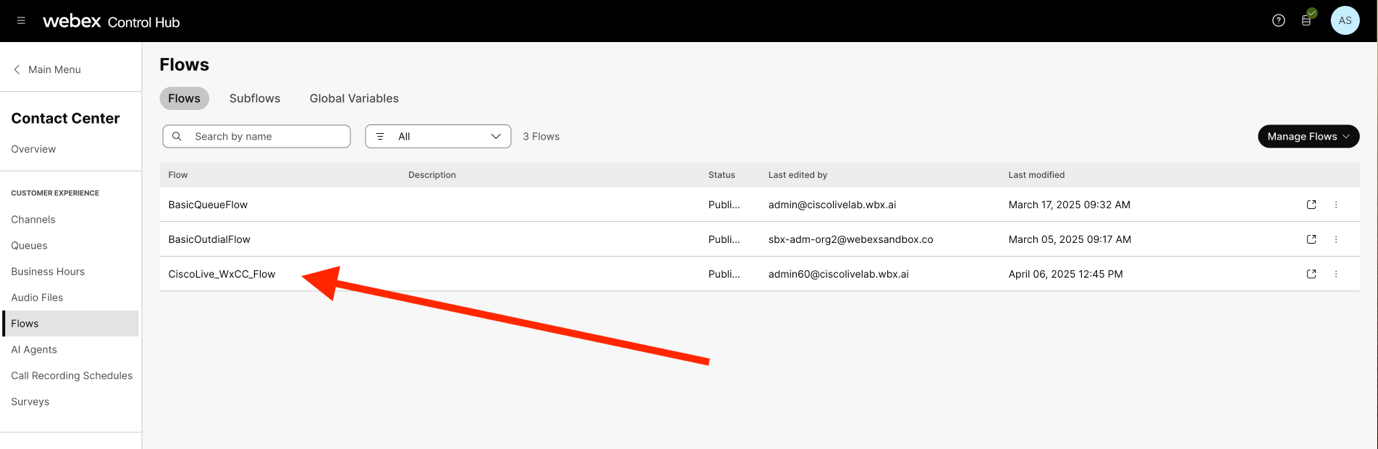 webex Control Hub
AS
Main Menu
Contact Center
Overview
CUSTOMER EXPERIENCE
Channels
Queues
Business Hours
Audio Files
Flows
AI Agents
Call Recording Schedules
Surveys
Flows
Flows Subflows Global Variables
Search by name All 3 Flows Manage Flows
Flow Description Status Last edited by Last modified
BasicQueueFlow Publi... admin@ciscolivelab.wbx.ai March 17, 2025 09:32 AM
BasicOutdialFlow Publi... sbx-adm-org2@webexsandbox.co March 05, 2025 09:17 AM
CiscoLive_WxCC_Flow Publi... admin60@ciscolivelab.wbx.ai April 06, 2025 12:45 PM